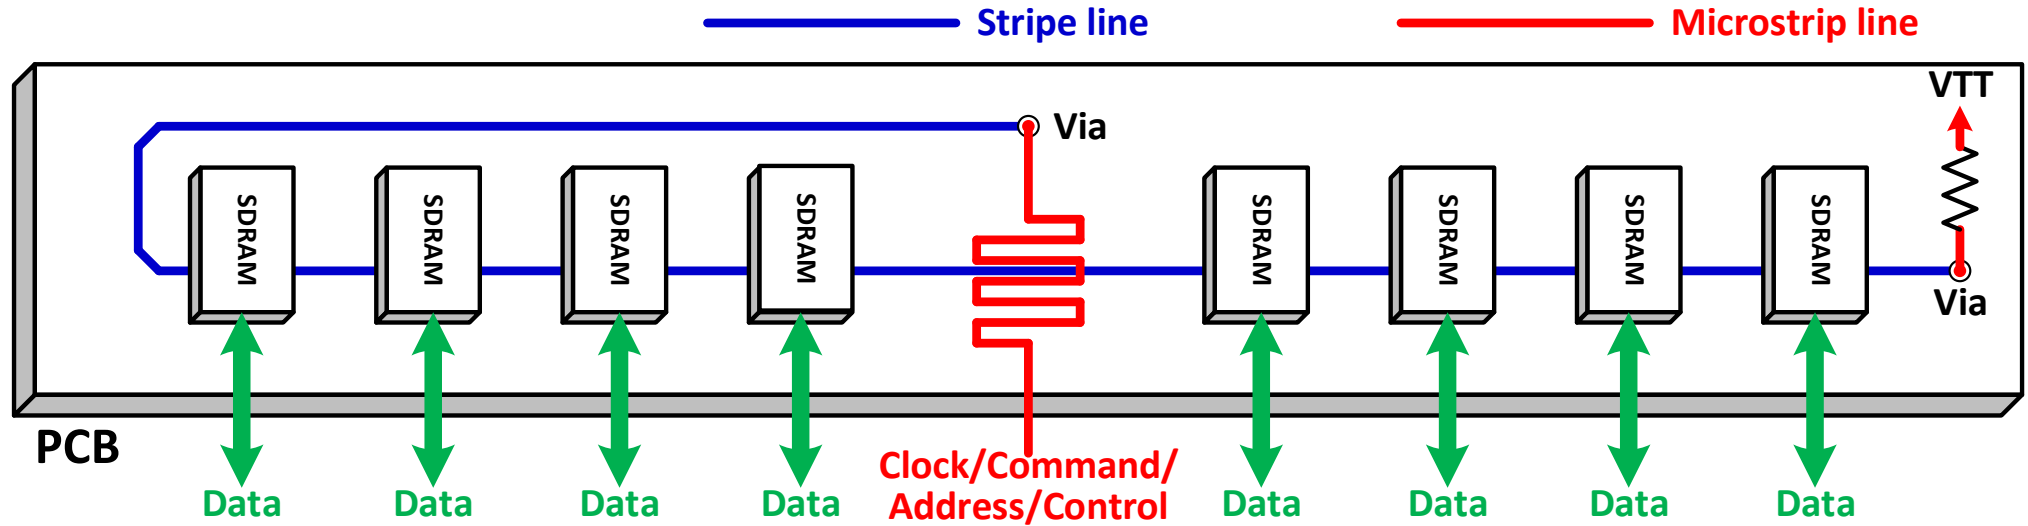 Stripe line
Microstrip line
VTT
Via
SDRAM
SDRAM
SDRAM
SDRAM
SDRAM
SDRAM
SDRAM
SDRAM
Via
PCB
Clock/Command/
Address/Control
Data
Data
Data
Data
Data
Data
Data
Data